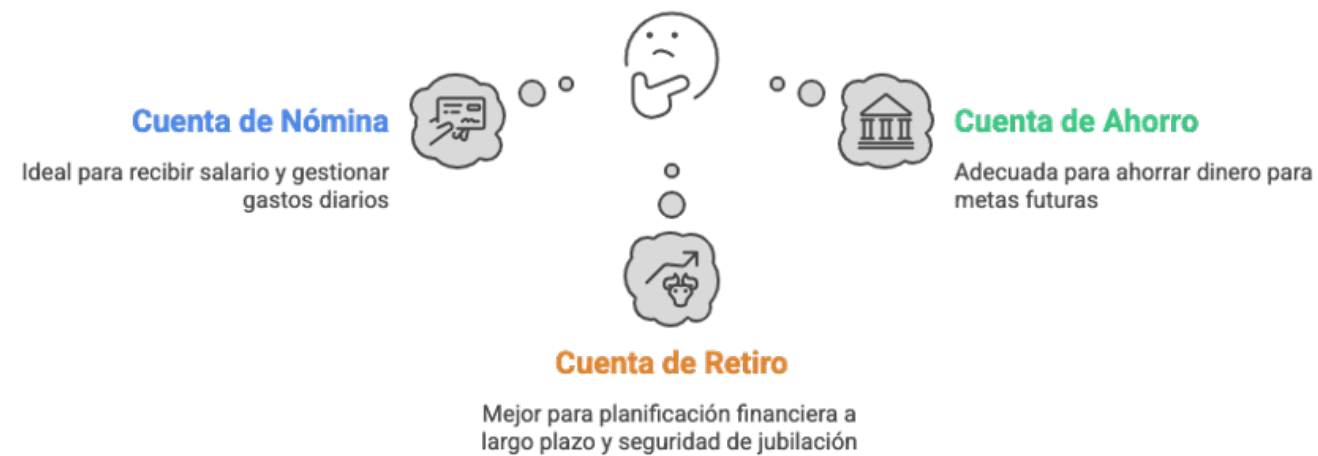 Cuenta de Nómina
Ideal para recibir salario y gestionar
gastos diarios
Cuenta de Ahorro
Adecuada para ahorrar dinero para
metas futuras
Cuenta de Retiro
Mejor para planificación financiera a
largo plazo y seguridad de jubilación